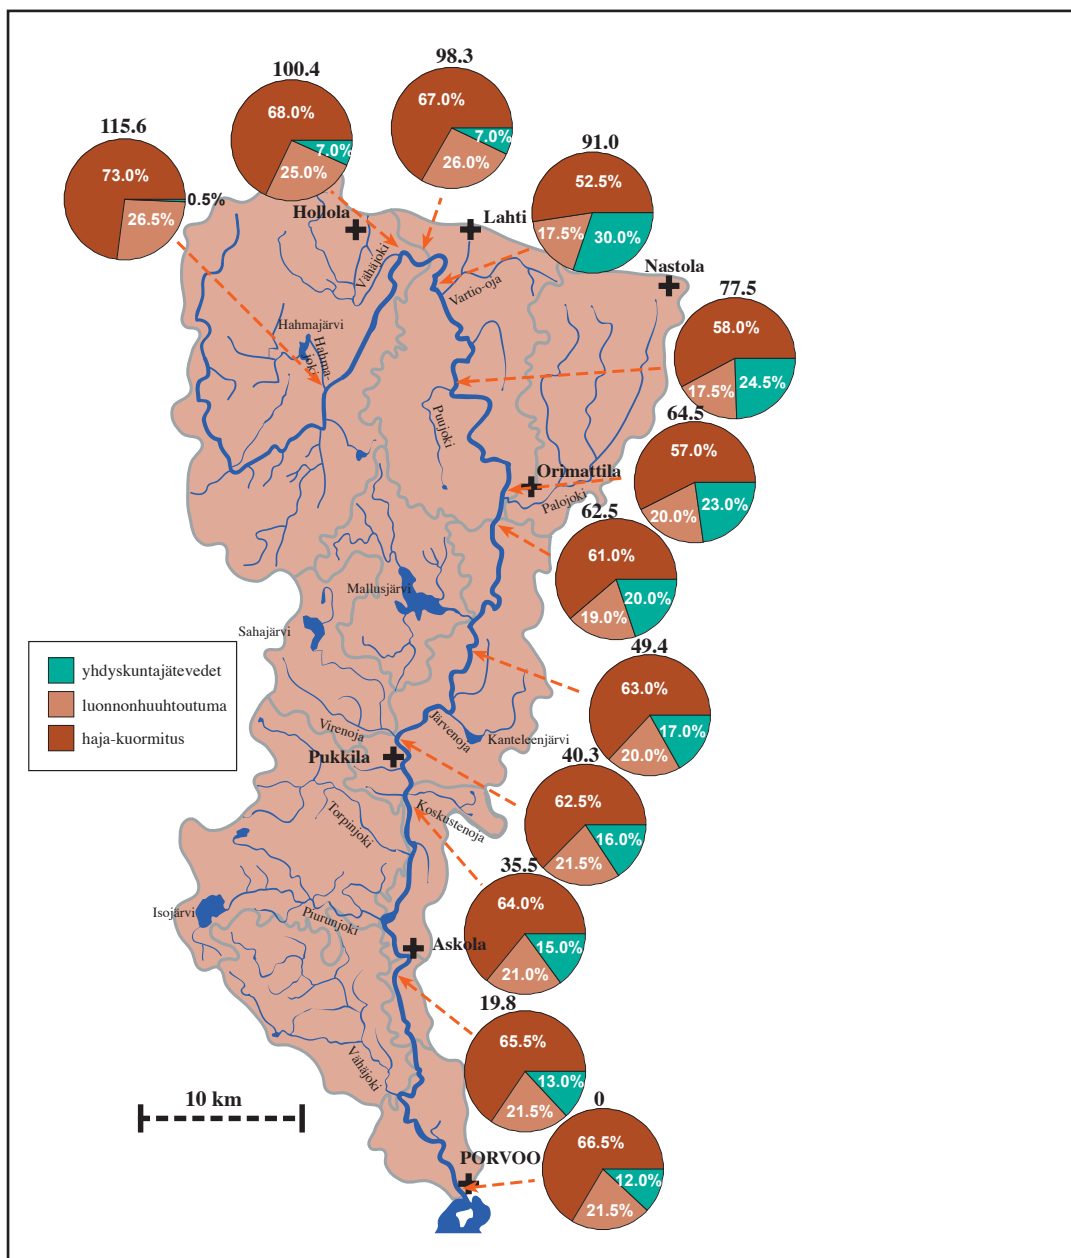 98.3
67.0%
7.0%
26.0%
100.4
68.0%
7.0%
25.0%
115.6
73.0%
0.5%
26.5%
91.0
52.5%
17.5%
30.0%
Hollola
Lahti
Nastola
Vähäjoki
Vartio-oja
77.5
58.0%
17.5%
24.5%
Hahmajärvi
Hahma-
joki
Puujoki
64.5
57.0%
20.0%
23.0%
Orimattila
Palojoki
62.5
61.0%
20.0%
19.0%
Mallusjärvi
Sahajärvi
49.4
63.0%
17.0%
20.0%
yhdyskuntajätevedet
luonnonhuuhtoutuma
haja-kuormitus
Virenoja
Järvenoja
Kanteleenjärvi
Pukkila
40.3
62.5%
16.0%
21.5%
Torpinjoki
Koskustenoja
35.5
64.0%
15.0%
21.0%
Isojärvi
Piurunjoki
Askola
19.8
65.5%
13.0%
21.5%
Vähäjoki
10 km
0
66.5%
12.0%
21.5%
PORVOO